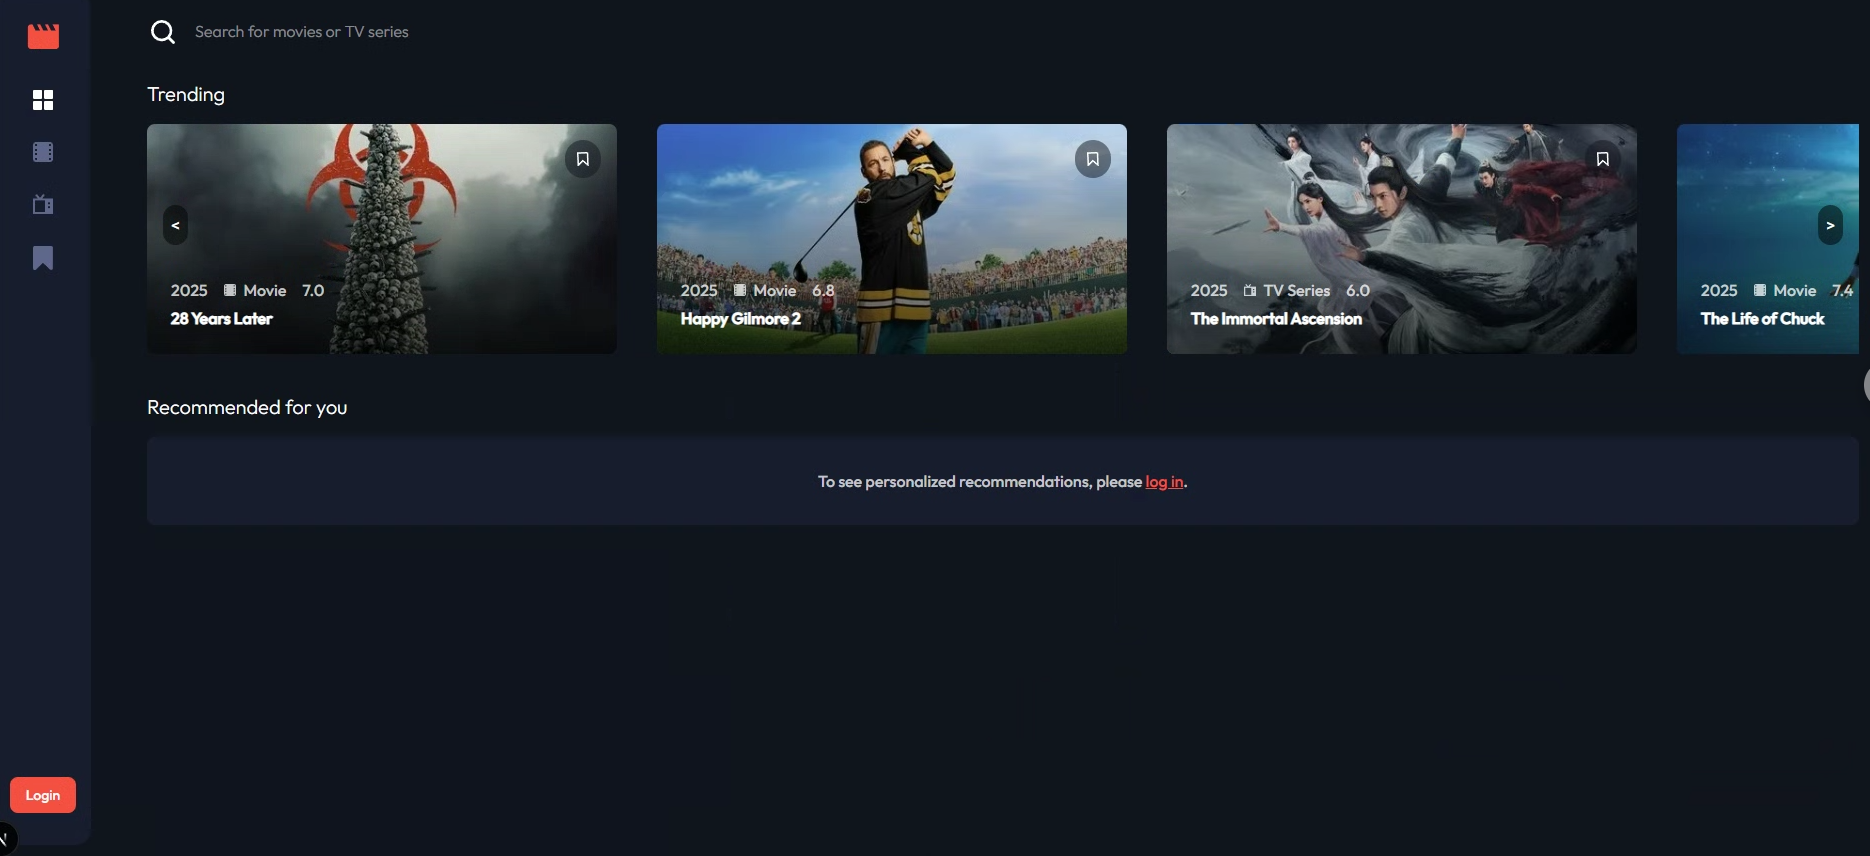 Search for movies or TV series
Trending
2025 Movie 7.0
28 Years Later
2025 Movie 6.8
Happy Gilmore 2
2025 TV Series 6.0
The Immortal Ascension
2025 Movie 7.4
The Life of Chuck
<
>
Recommended for you
To see personalized recommendations, please log in.
Login
N